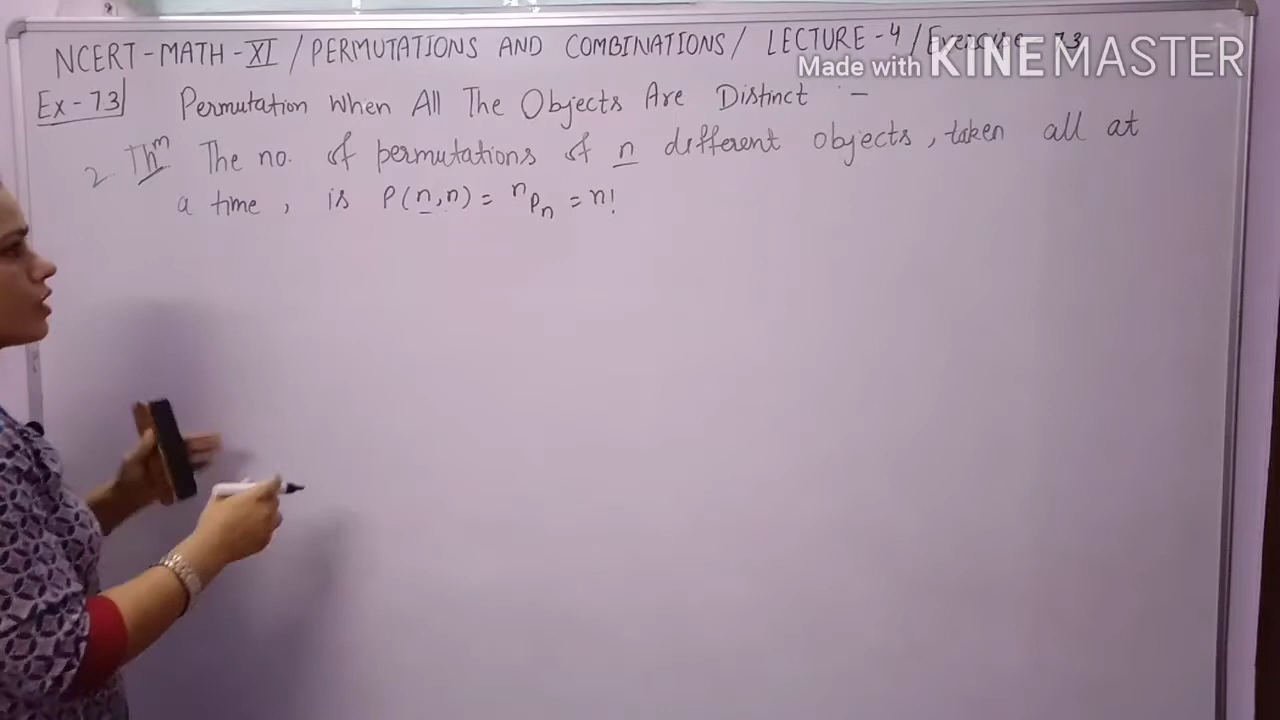 NCERT-MATH-XI / PERMUTATIONS AND COMBINATIONS / LECTURE-4 / Exercise 7.3
Made with KINEMASTER
Ex-7.3 Permutation When All The Objects Are Distinct :-
2. Thm The no. of permutations of n different objects, taken all at
a time, is P(n,n) = nPn = n!